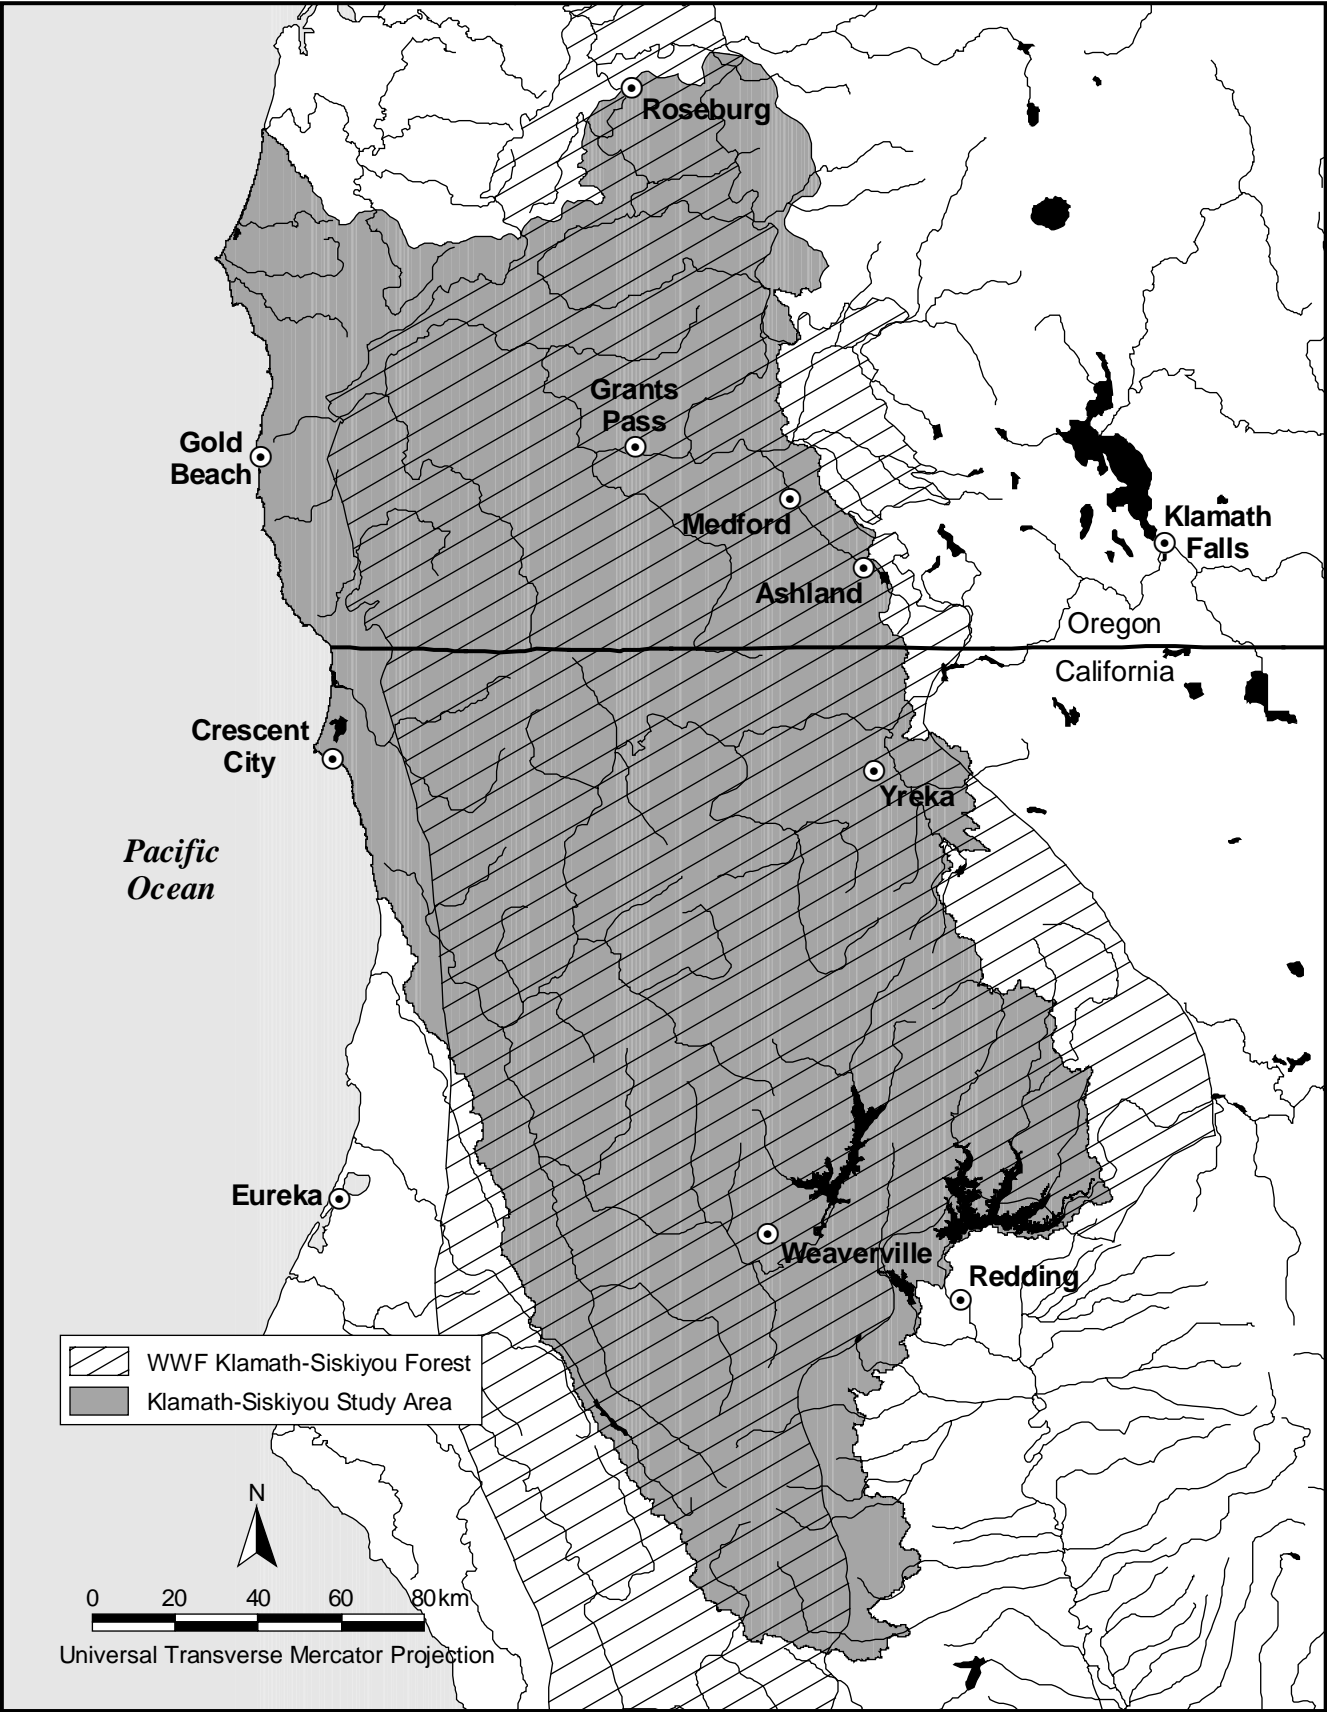 Roseburg
Grants
Pass
Gold
Beach
Medford
Klamath
Falls
Ashland
Oregon
California
Crescent
City
Yreka
Pacific
Ocean
Eureka
Weaverville
Redding
WWF Klamath-Siskiyou Forest
Klamath-Siskiyou Study Area
N
0 20 40 60 80km
Universal Transverse Mercator Projection